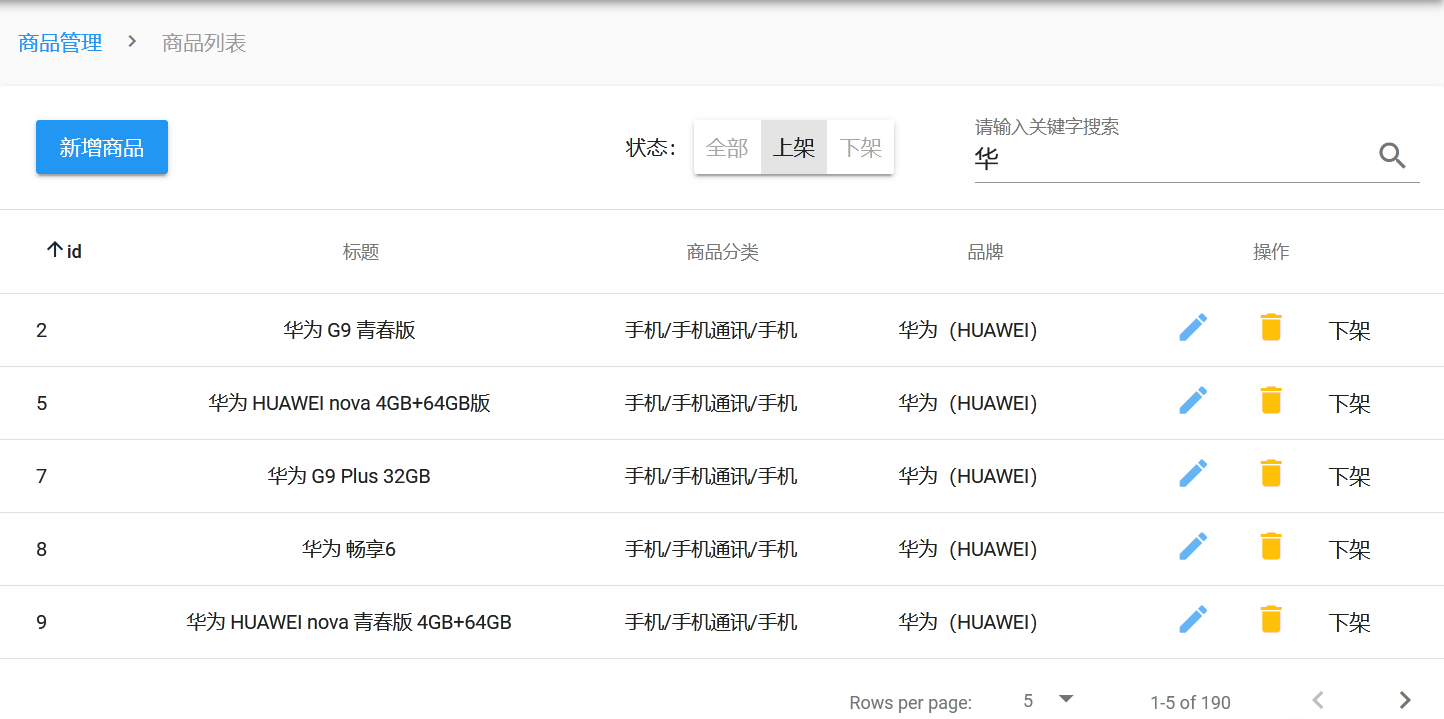 商品管理 > 商品列表
新增商品 状态： 全部 上架 下架 请输入关键字搜索
华
id 标题 商品分类 品牌 操作
2 华为 G9 青春版 手机/手机通讯/手机 华为（HUAWEI） 下架
5 华为 HUAWEI nova 4GB+64GB版 手机/手机通讯/手机 华为（HUAWEI） 下架
7 华为 G9 Plus 32GB 手机/手机通讯/手机 华为（HUAWEI） 下架
8 华为 畅享6 手机/手机通讯/手机 华为（HUAWEI） 下架
9 华为 HUAWEI nova 青春版 4GB+64GB 手机/手机通讯/手机 华为（HUAWEI） 下架
Rows per page: 5 1-5 of 190